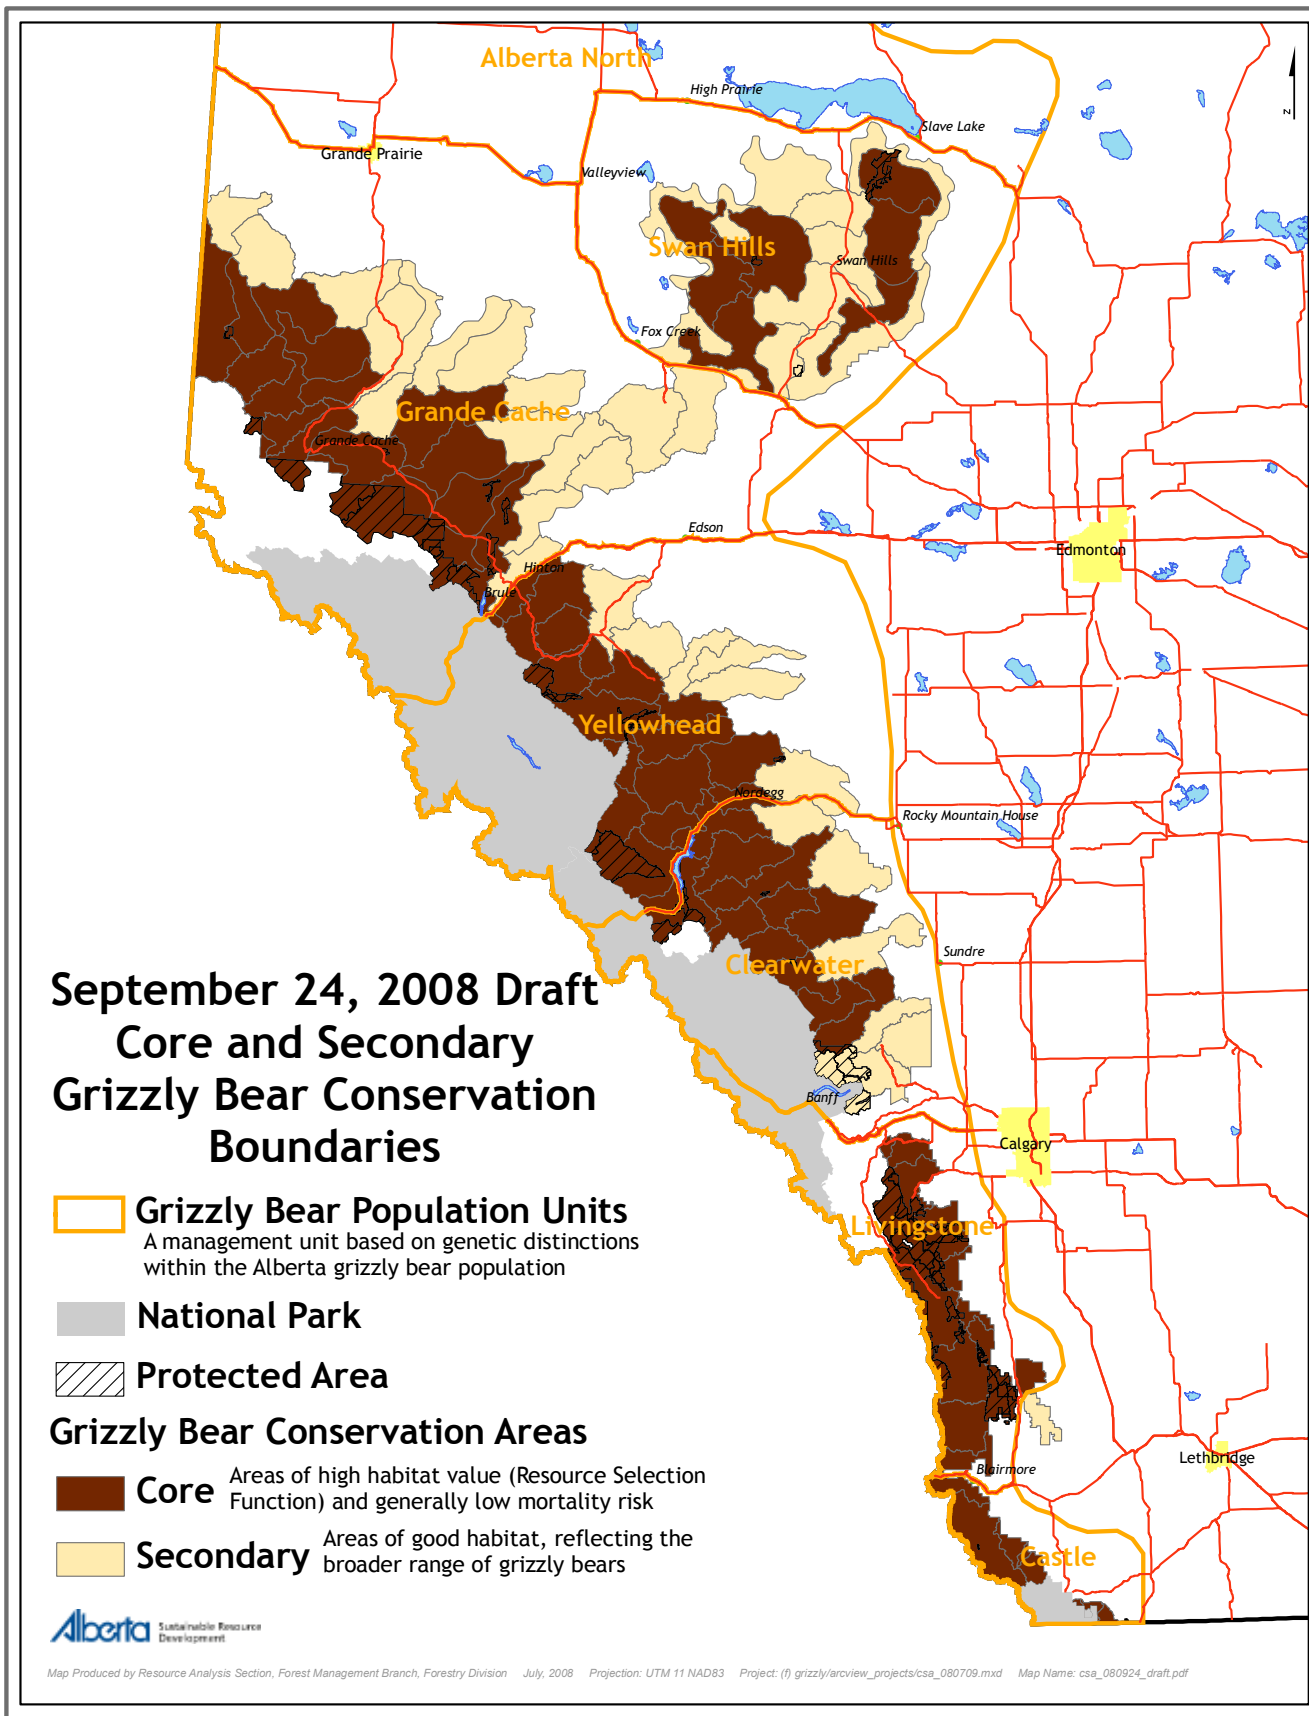 Alberta North
High Prairie
Slave Lake
N
Grande Prairie
Valleyview
Swan Hills
Swan Hills
Fox Creek
Grande Cache
Grande Cache
Edson
Edmonton
Hinton
Brule
Yellowhead
Nordegg
Rocky Mountain House
Sundre
Clearwater
September 24, 2008 Draft
Core and Secondary
Grizzly Bear Conservation
Boundaries
Banff
Calgary
Livingstone
Grizzly Bear Population Units
A management unit based on genetic distinctions
within the Alberta grizzly bear population
National Park
Protected Area
Grizzly Bear Conservation Areas
Core
Areas of high habitat value (Resource Selection
Function) and generally low mortality risk
Blairmore
Lethbridge
Secondary
Areas of good habitat, reflecting the
broader range of grizzly bears
Castle
Alberta
Sustainable Resource
Development
Map Produced by Resource Analysis Section, Forest Management Branch, Forestry Division July, 2008 Projection: UTM 11 NAD83 Project: (f) grizzly/arcview_projects/csa_080709.mxd Map Name: csa_080924_draft.pdf